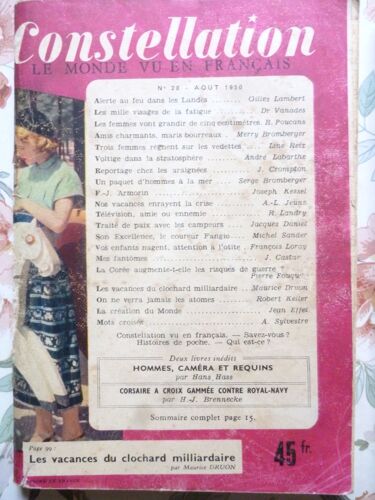 Constellation
LE MONDE VU EN FRANÇAIS
N° 28 - AOUT 1950
Alerte au feu dans les Landes ........ Gilles Lambert
Les mille visages de la fatigue ........ Dr Vanades
Les femmes vont grandir de cinq centimètres. R. Poucans
Amis charmants, maris bourreaux . Merry Bromberger
Trois femmes règnent sur les vedettes .... Line Reix
Voltige dans la stratosphère ...... André Labarthe
Reportage chez les araignées ........ J. Crompton
Un paquet d'hommes à la mer .... Serge Bromberger
F.-J. Armorin ........ Joseph Kessel
Nos vacances enrayent la crise ...... A.-L. Jeune
Télévision, amie ou ennemie ........ R. Landry
Traité de paix avec les campeurs .... Jacques Daniel
Son Excellence, le coureur Fangio .... Michel Sander
Vos enfants nagent, attention à l'otite . François Loray
Mes fantômes ........ J. Castar
La Corée augmente-t-elle les risques de guerre ?
Pierre Fouquet
Les vacances du clochard milliardaire .. Maurice Druon
On ne verra jamais les atomes ...... Robert Keller
La création du Monde ........ Jean Effel
Mots croisés ........ A. Sylvestre
Constellation vu en français. — Savez-vous ?
Histoires de poche. — Qui est-ce ?
Deux livres inédits
HOMMES, CAMÉRA ET REQUINS
par Hans Hass
CORSAIRE A CROIX GAMMÉE CONTRE ROYAL-NAVY
par H.-J. Brennecke
Sommaire complet page 15.
Page 99 :
Les vacances du clochard milliardaire
par Maurice DRUON
45 fr.